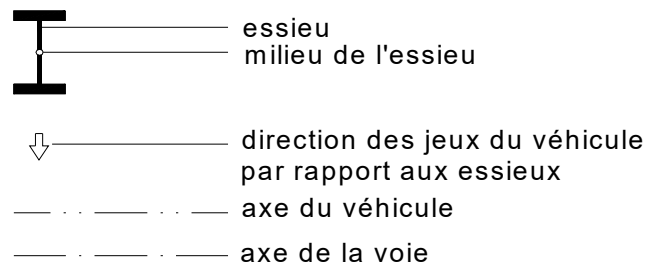 essieu
milieu de l'essieu
direction des jeux du véhicule
par rapport aux essieux
axe du véhicule
axe de la voie